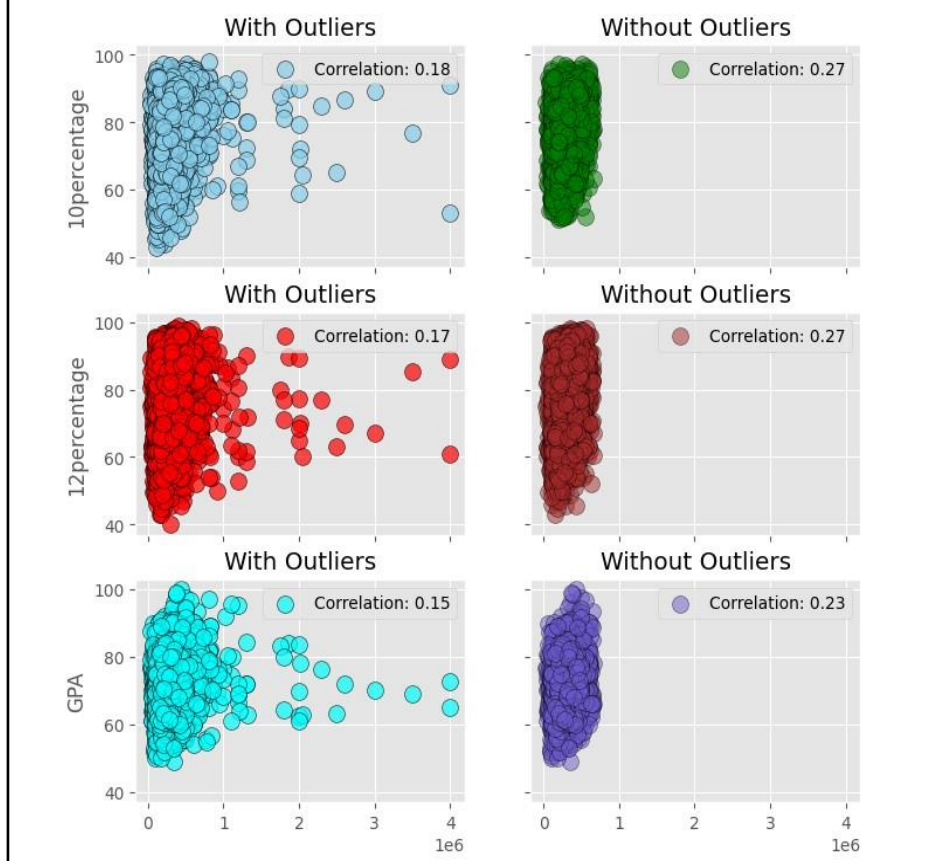 With Outliers
Without Outliers
10percentage
100
80
60
40
Correlation: 0.18
Correlation: 0.27
With Outliers
Without Outliers
12percentage
100
80
60
40
Correlation: 0.17
Correlation: 0.27
With Outliers
Without Outliers
GPA
100
80
60
40
Correlation: 0.15
Correlation: 0.23
0 1 2 3 4
1e6
0 1 2 3 4
1e6